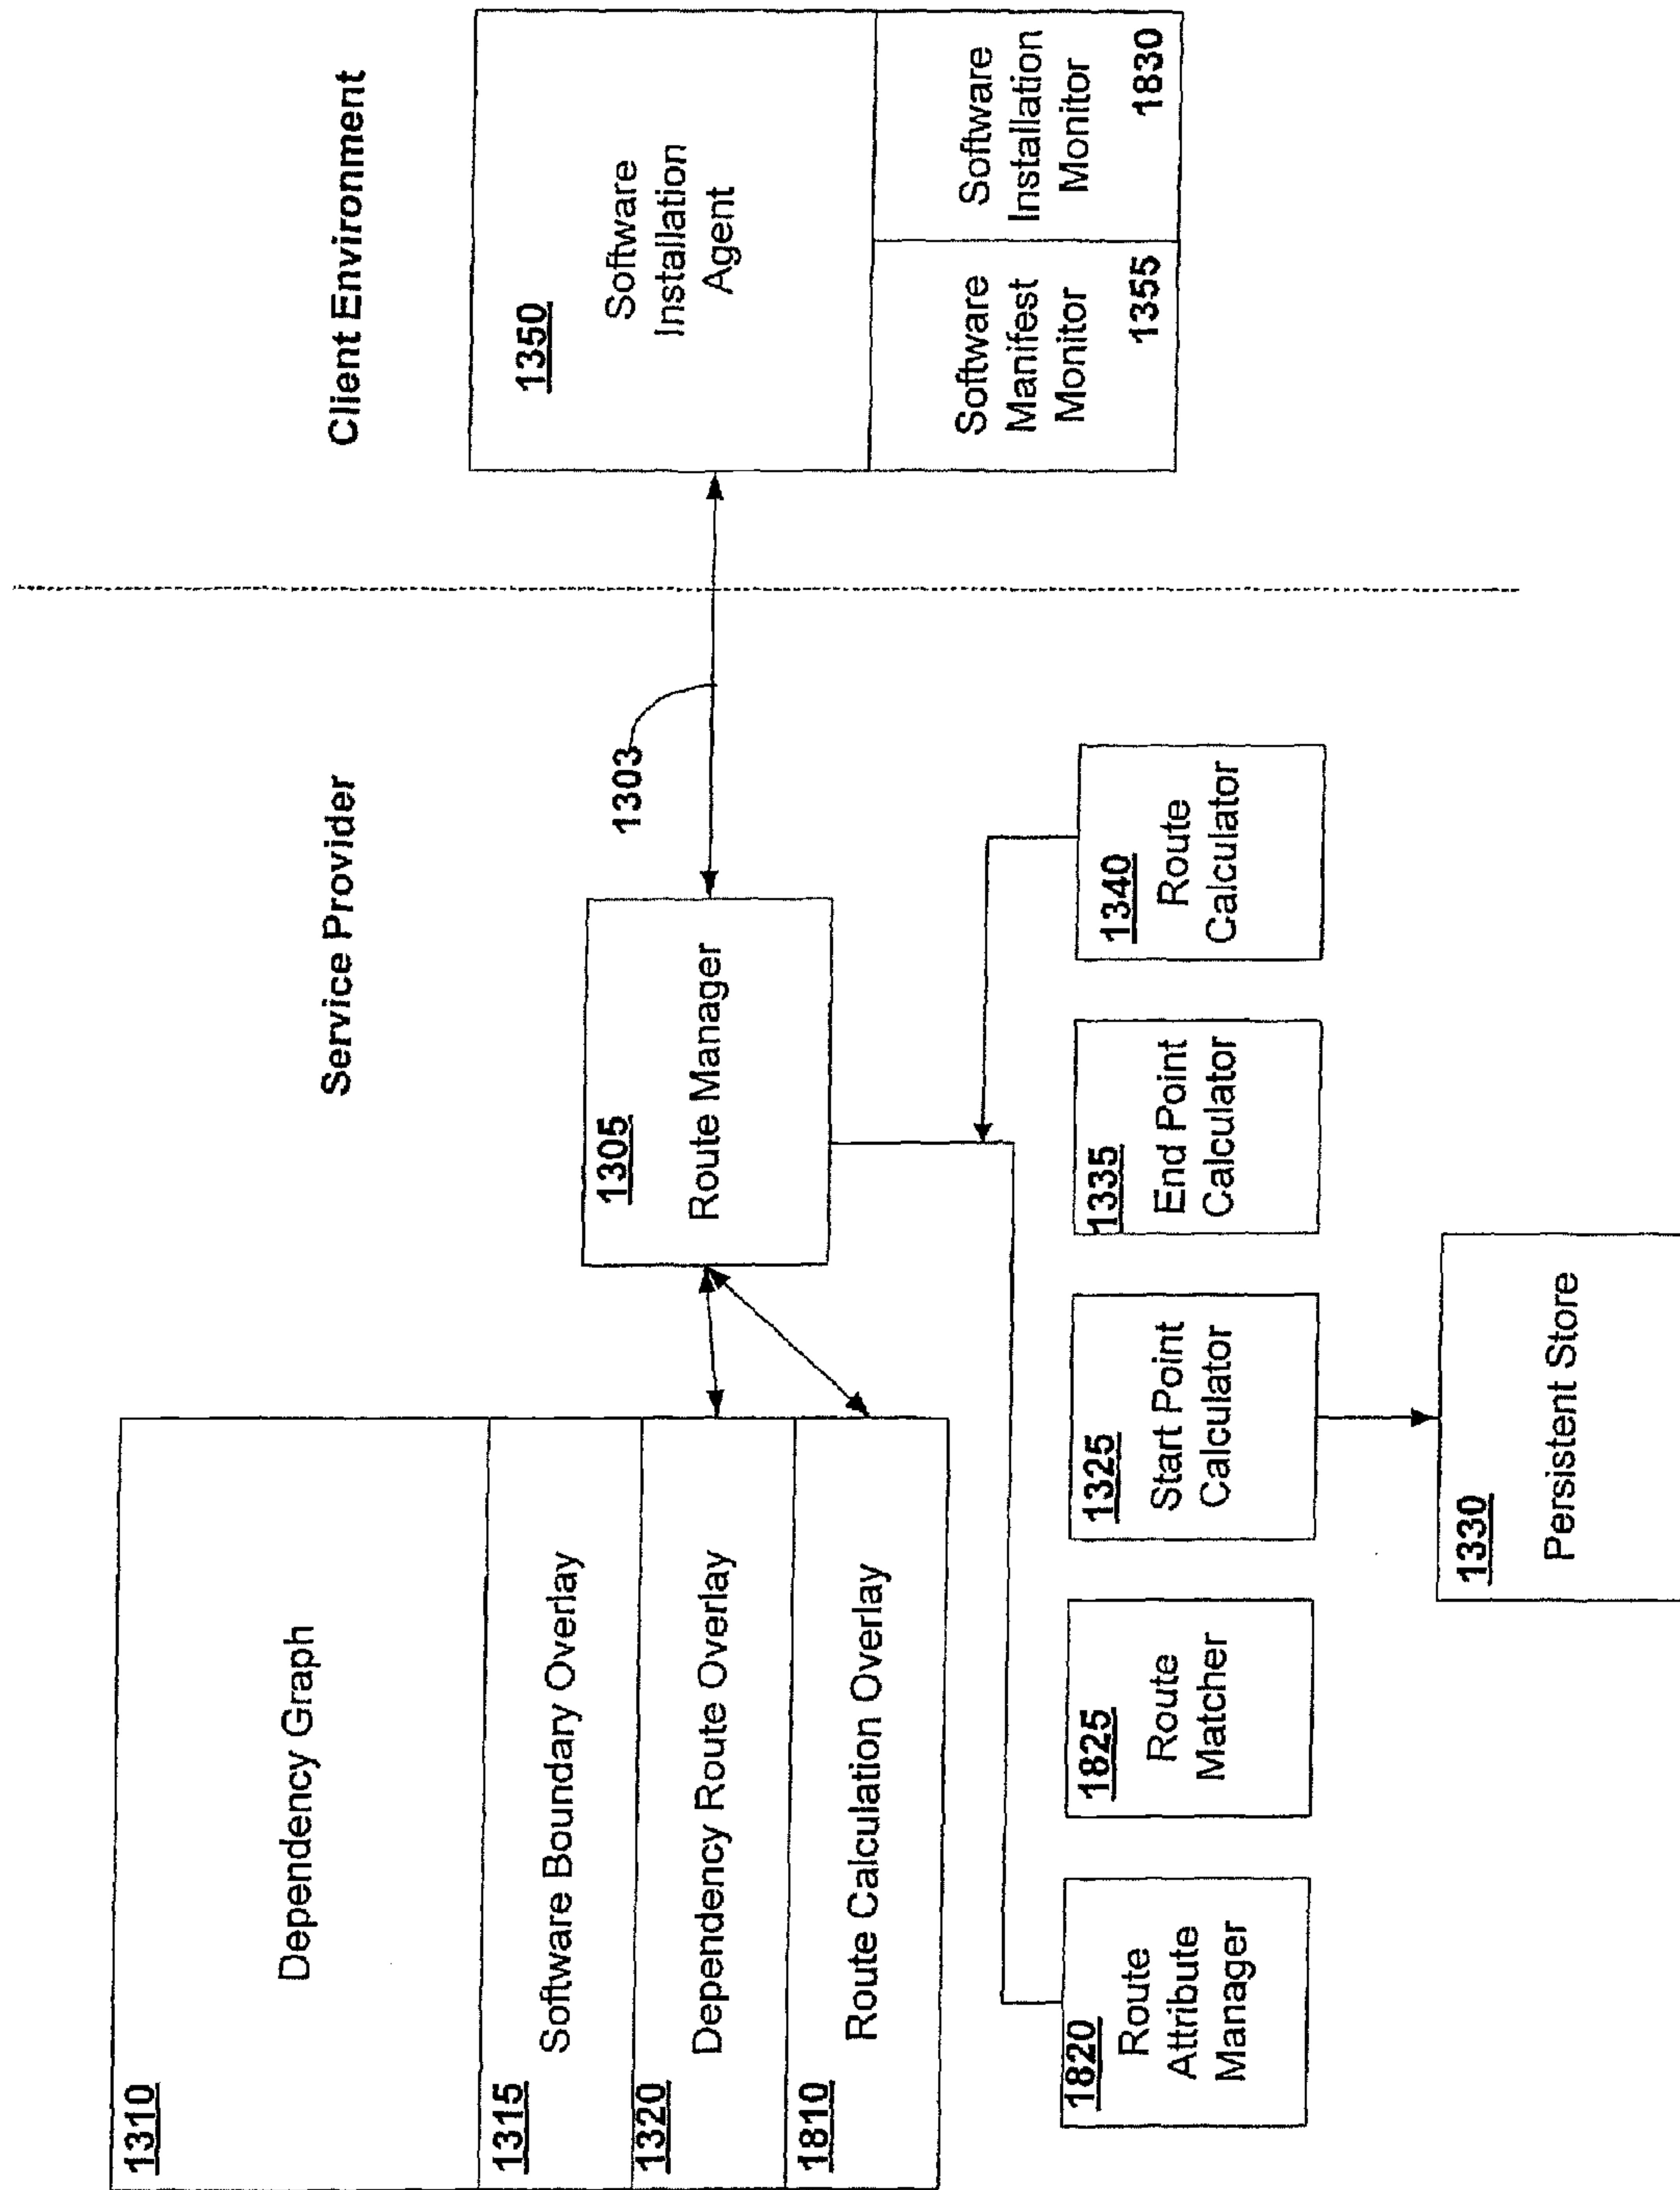 Service Provider
Client Environment
1310
Dependency Graph
1315
Software Boundary Overlay
1320
Dependency Route Overlay
1810
Route Calculation Overlay
1305
Route Manager
1303
1350
Software
Installation
Agent
Software
Manifest
Monitor
1355
Software
Installation
Monitor
1830
1820
Route
Attribute
Manager
1825
Route
Matcher
1325
Start Point
Calculator
1335
End Point
Calculator
1340
Route
Calculator
1330
Persistent Store